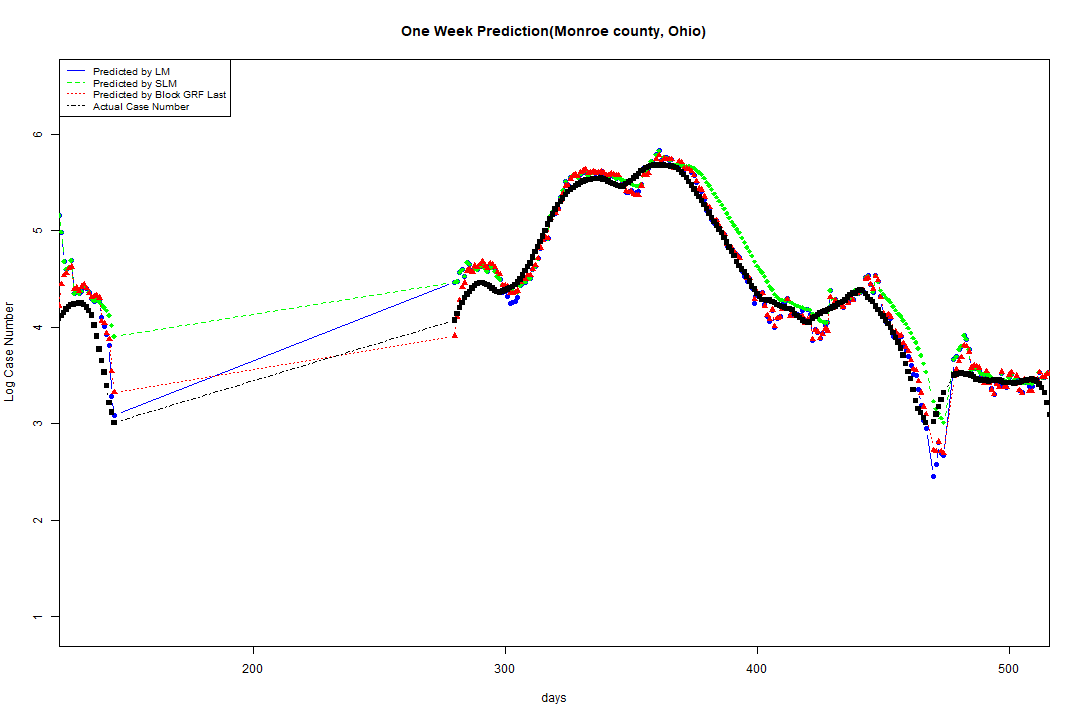 One Week Prediction(Monroe county, Ohio)
Predicted by LM
Predicted by SLM
Predicted by Block GRF Last
Actual Case Number
6
5
4
3
2
1
Log Case Number
200
300
400
500
days